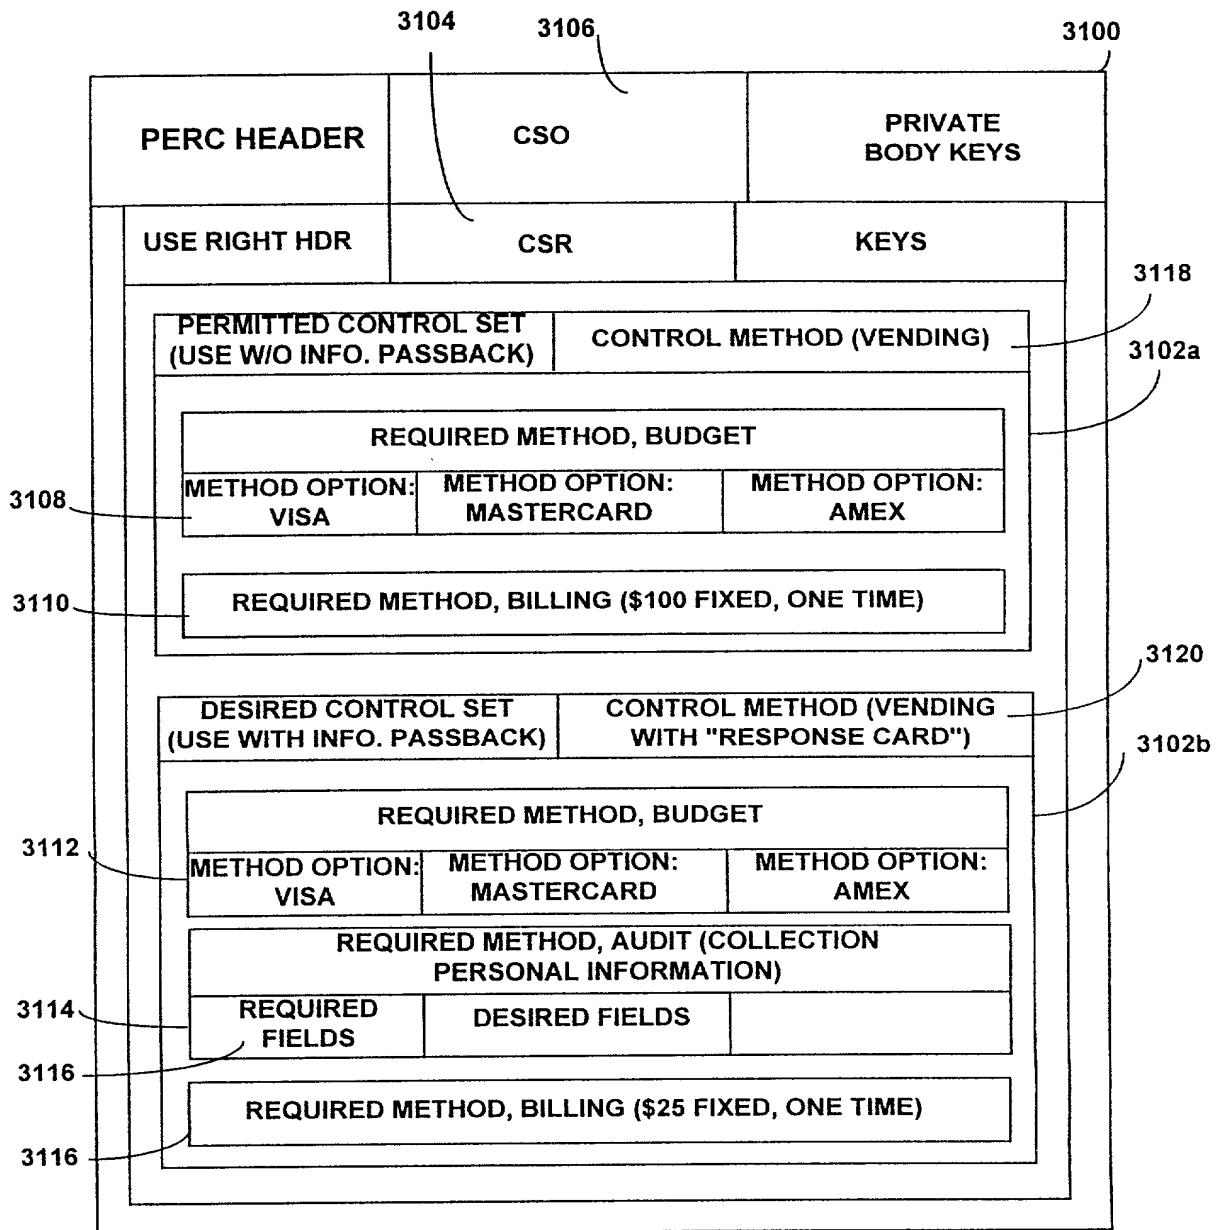 3104
3106
3100
PERC HEADER
CSO
PRIVATE
BODY KEYS
USE RIGHT HDR
CSR
KEYS
3118
PERMITTED CONTROL SET
(USE W/O INFO. PASSBACK)
CONTROL METHOD (VENDING)
3102a
REQUIRED METHOD, BUDGET
3108
METHOD OPTION:
VISA
METHOD OPTION:
MASTERCARD
METHOD OPTION:
AMEX
3110
REQUIRED METHOD, BILLING ($100 FIXED, ONE TIME)
3120
DESIRED CONTROL SET
(USE WITH INFO. PASSBACK)
CONTROL METHOD (VENDING
WITH "RESPONSE CARD")
3102b
REQUIRED METHOD, BUDGET
3112
METHOD OPTION:
VISA
METHOD OPTION:
MASTERCARD
METHOD OPTION:
AMEX
REQUIRED METHOD, AUDIT (COLLECTION
PERSONAL INFORMATION)
3114
REQUIRED
FIELDS
DESIRED FIELDS
3116
REQUIRED METHOD, BILLING ($25 FIXED, ONE TIME)
3116